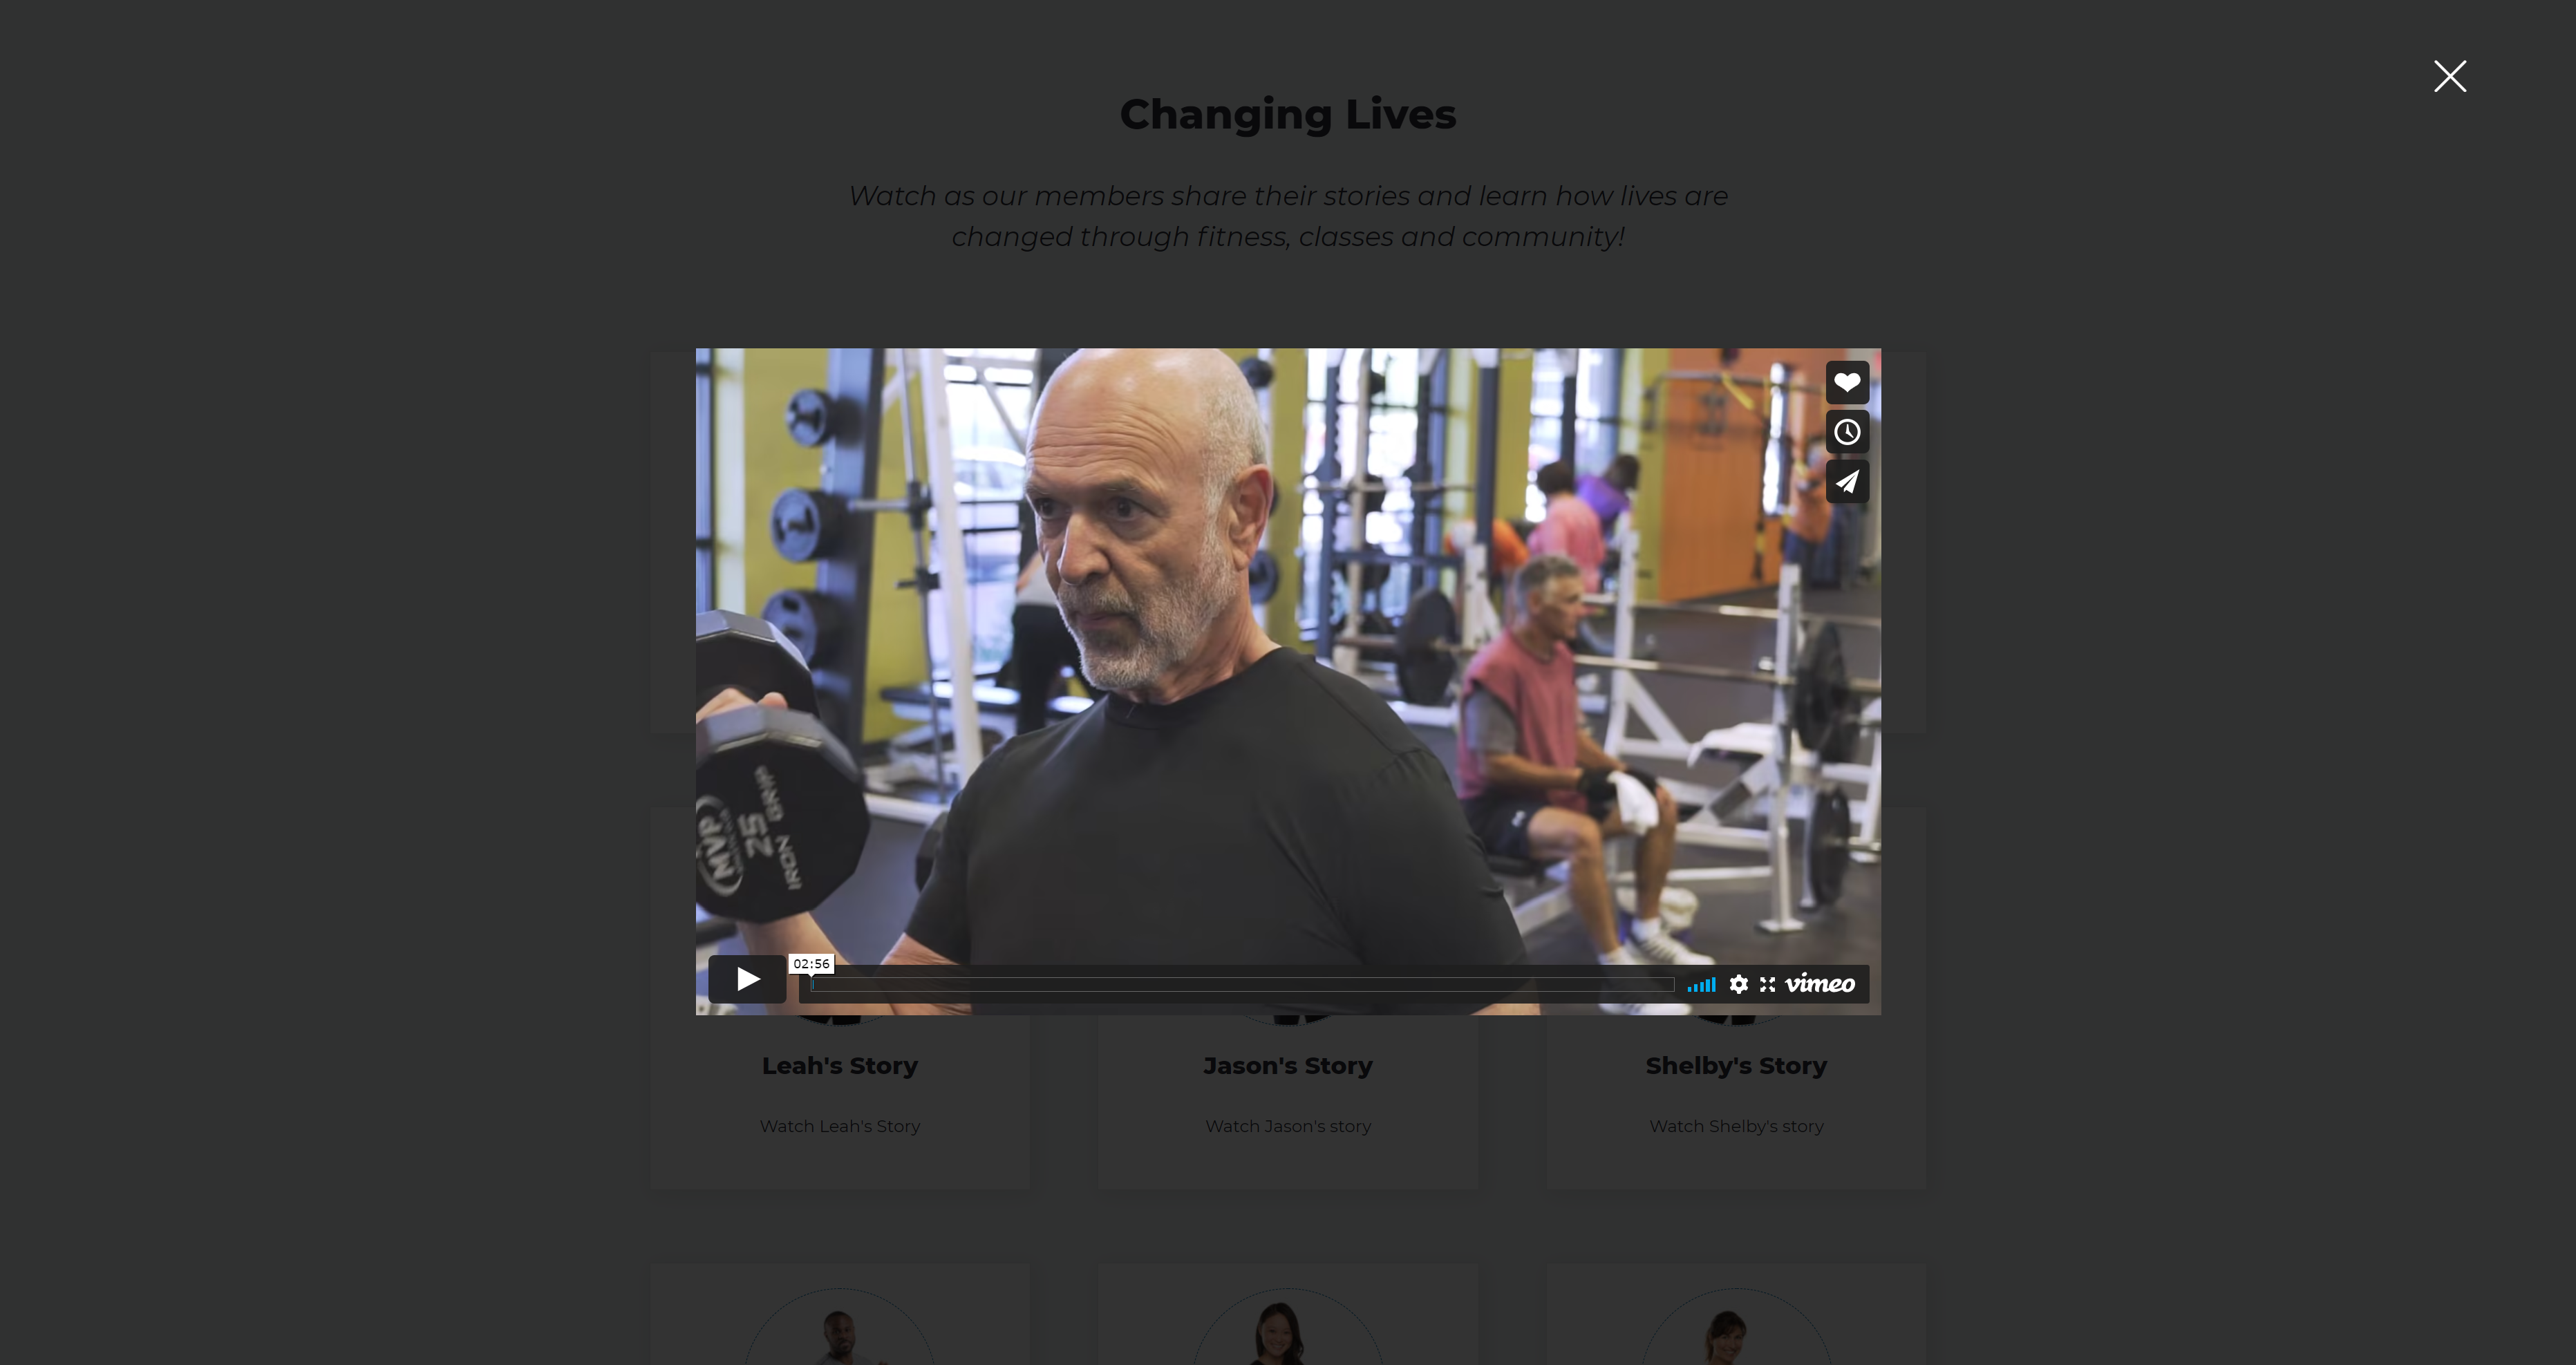 Changing Lives
Watch as our members share their stories and learn how lives are
changed through fitness, classes and community!
MVP
25
IRON GRIP
02:56
vimeo
Leah's Story
Jason's Story
Shelby's Story
Watch Leah's Story
Watch Jason's story
Watch Shelby's story